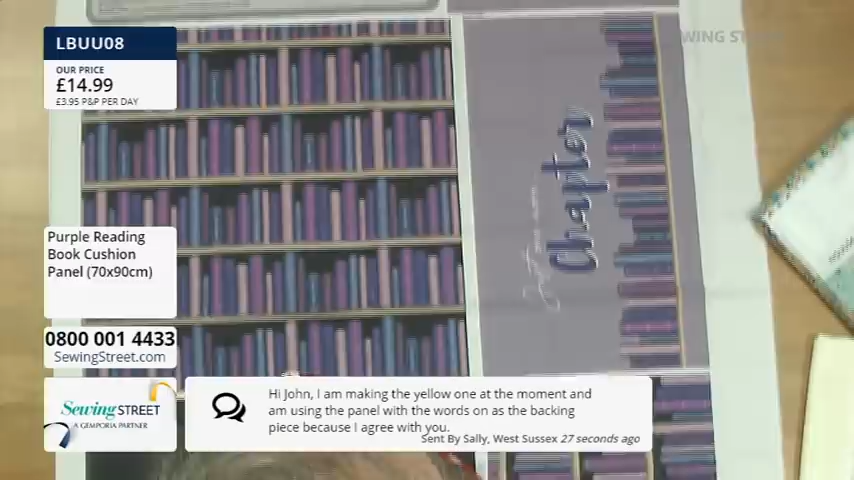 LBUU08
OUR PRICE
£14.99
£3.95 P&P PER DAY
Purple Reading
Book Cushion
Panel (70x90cm)
0800 001 4433
SewingStreet.com
Sewing STREET
A GEMPORIA PARTNER
Hi John, I am making the yellow one at the moment and
am using the panel with the words on as the backing
piece because I agree with you.
Sent By Sally, West Sussex 27 seconds ago
Just one more
Chapter